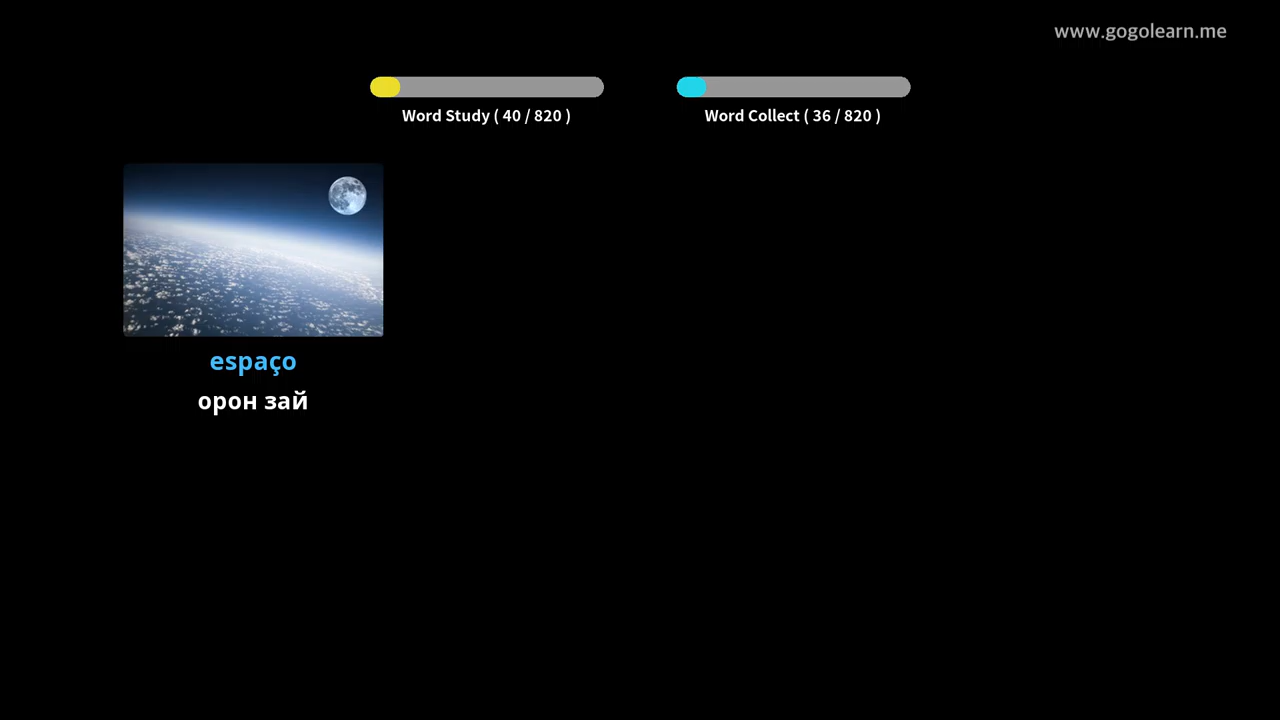 www.gogolearn.me
Word Study ( 40 / 820 )
Word Collect ( 36 / 820 )
espaço
орон зай